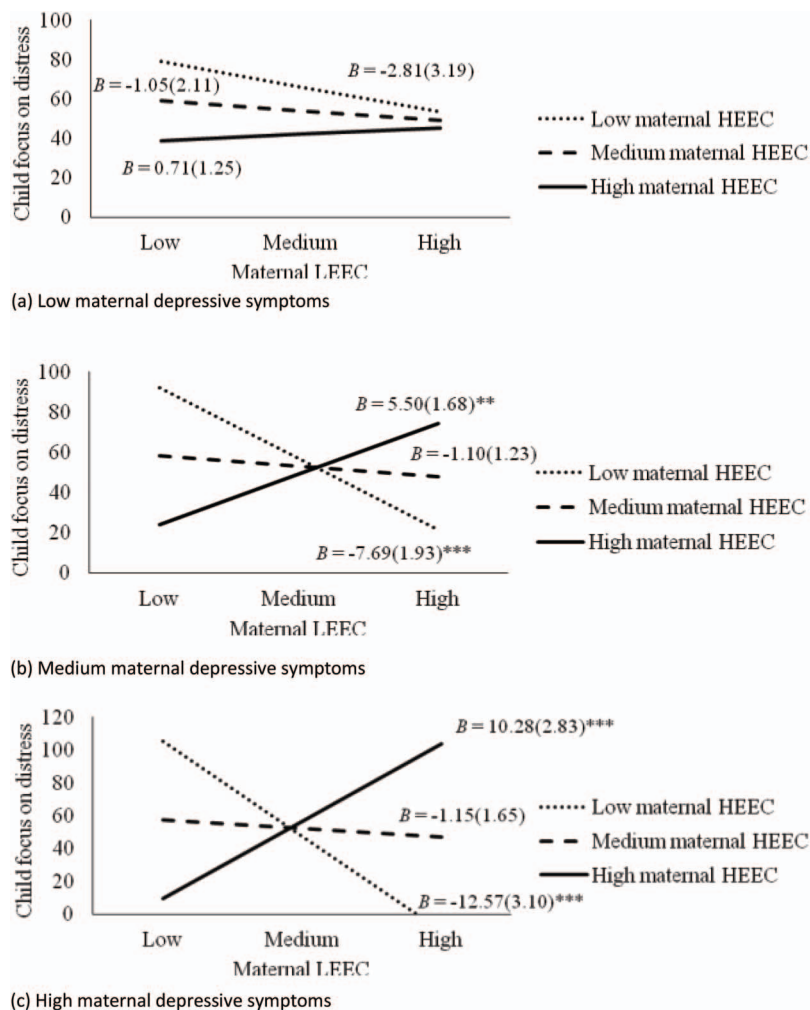 100
80
60
40
20
0
Child focus on distress
B = -1.05(2.11)
B = -2.81(3.19)
B = 0.71(1.25)
Low maternal HEEC
Medium maternal HEEC
High maternal HEEC
Low Medium High
Maternal LEEC
(a) Low maternal depressive symptoms
100
80
60
40
20
0
Child focus on distress
B = 5.50(1.68)**
B = -1.10(1.23)
B = -7.69(1.93)***
Low maternal HEEC
Medium maternal HEEC
High maternal HEEC
Low Medium High
Maternal LEEC
(b) Medium maternal depressive symptoms
120
100
80
60
40
20
0
Child focus on distress
B = 10.28(2.83)***
B = -1.15(1.65)
B = -12.57(3.10)***
Low maternal HEEC
Medium maternal HEEC
High maternal HEEC
Low Medium High
Maternal LEEC
(c) High maternal depressive symptoms